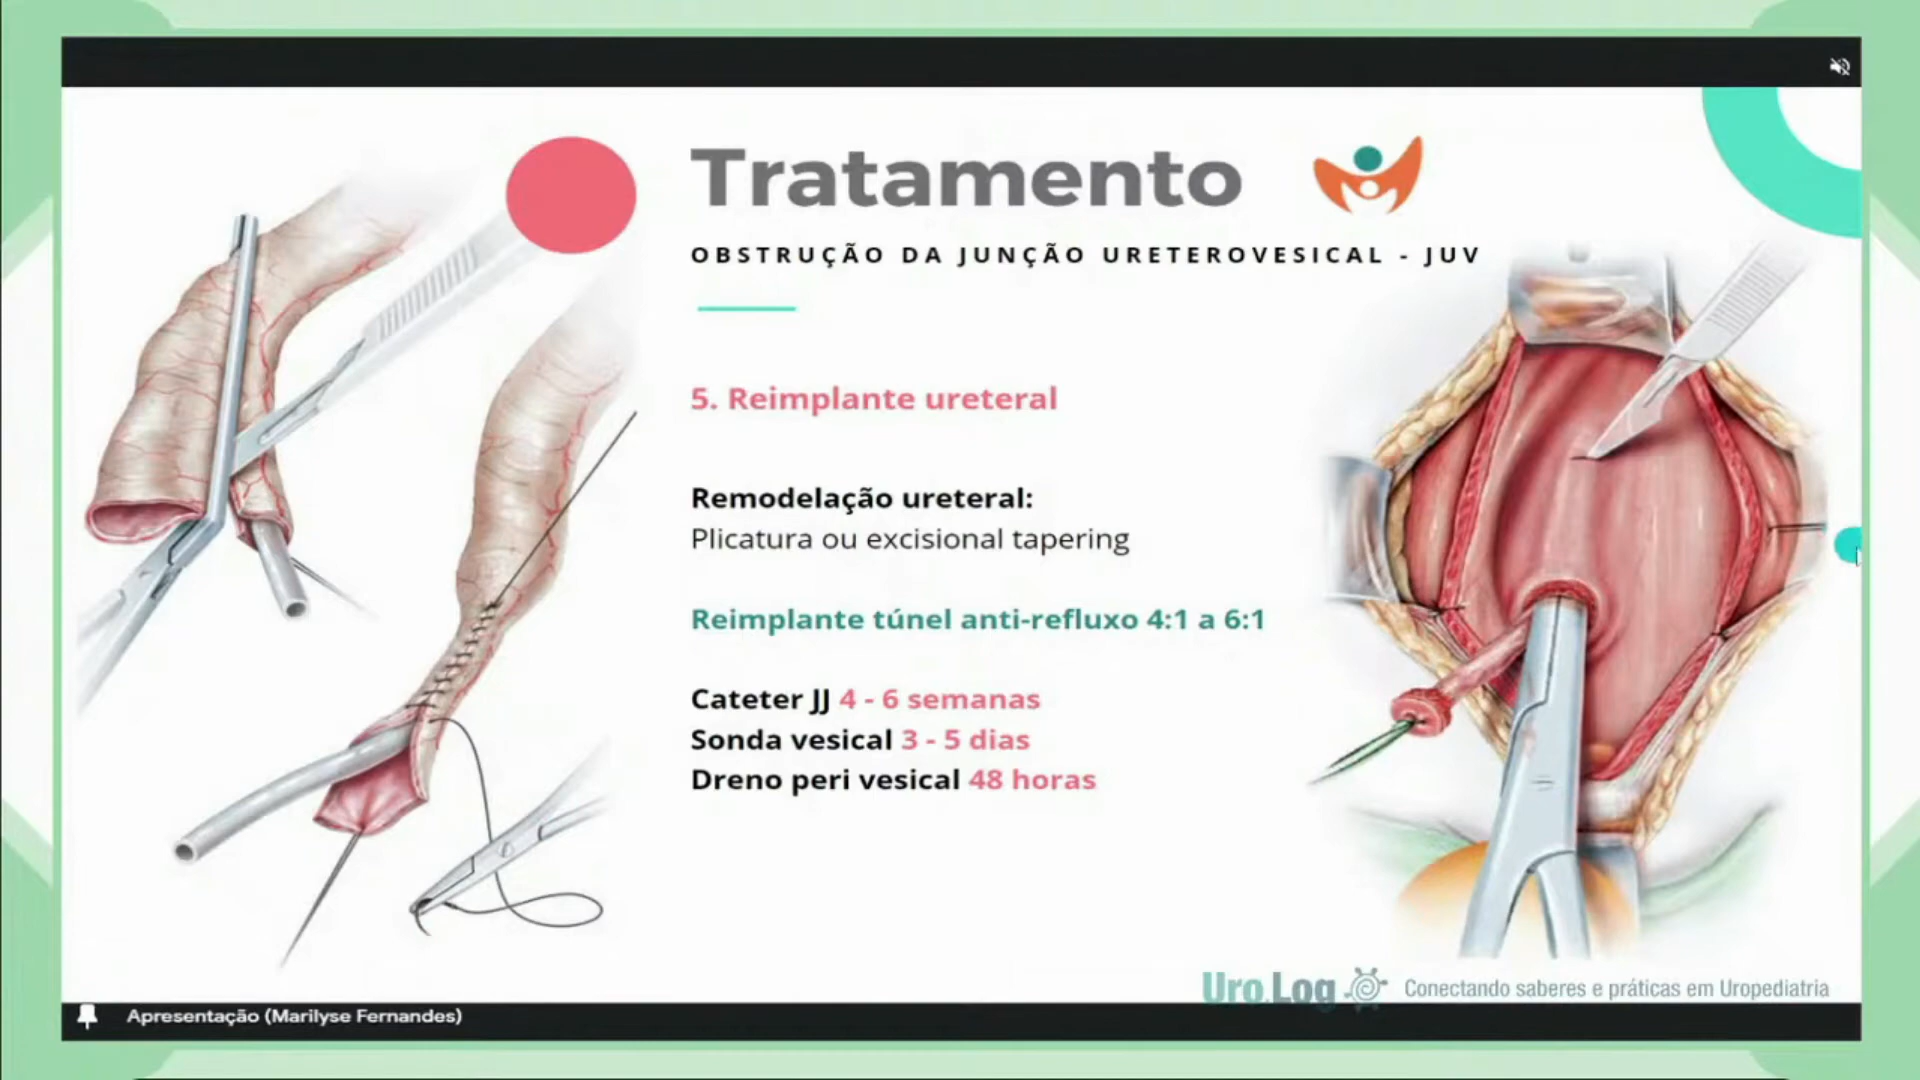 Tratamento
OBSTRUÇÃO DA JUNÇÃO URETEROVESICAL - JUV
5. Reimplante ureteral
Remodelação ureteral:
Plicatura ou excisional tapering
Reimplante túnel anti-refluxo 4:1 a 6:1
Cateter JJ 4 - 6 semanas
Sonda vesical 3 - 5 dias
Dreno peri vesical 48 horas
Uro.Log Conectando saberes e práticas em Uropediatria
Apresentação (Marilyse Fernandes)